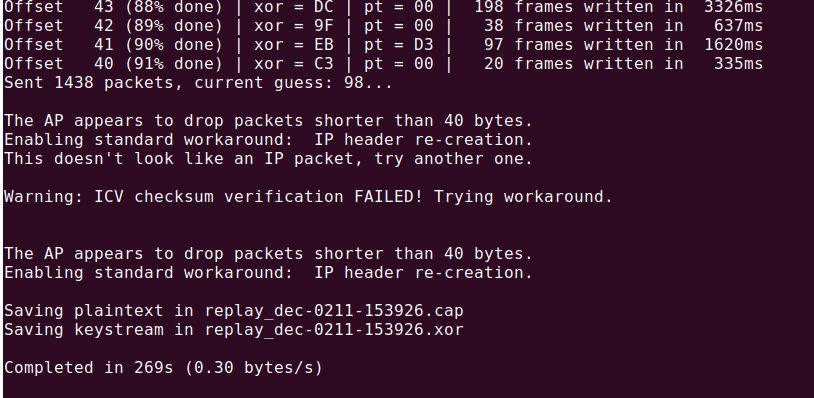 Offset   43 (88% done) | xor = DC | pt = 00 |  198 frames written in  3326ms
Offset   42 (89% done) | xor = 9F | pt = 00 |   38 frames written in   637ms
Offset   41 (90% done) | xor = EB | pt = D3 |   97 frames written in  1620ms
Offset   40 (91% done) | xor = C3 | pt = 00 |   20 frames written in   335ms
Sent 1438 packets, current guess: 98...
The AP appears to drop packets shorter than 40 bytes.
Enabling standard workaround:  IP header re-creation.
This doesn't look like an IP packet, try another one.
Warning: ICV checksum verification FAILED! Trying workaround.
The AP appears to drop packets shorter than 40 bytes.
Enabling standard workaround:  IP header re-creation.
Saving plaintext in replay_dec-0211-153926.cap
Saving keystream in replay_dec-0211-153926.xor
Completed in 269s (0.30 bytes/s)